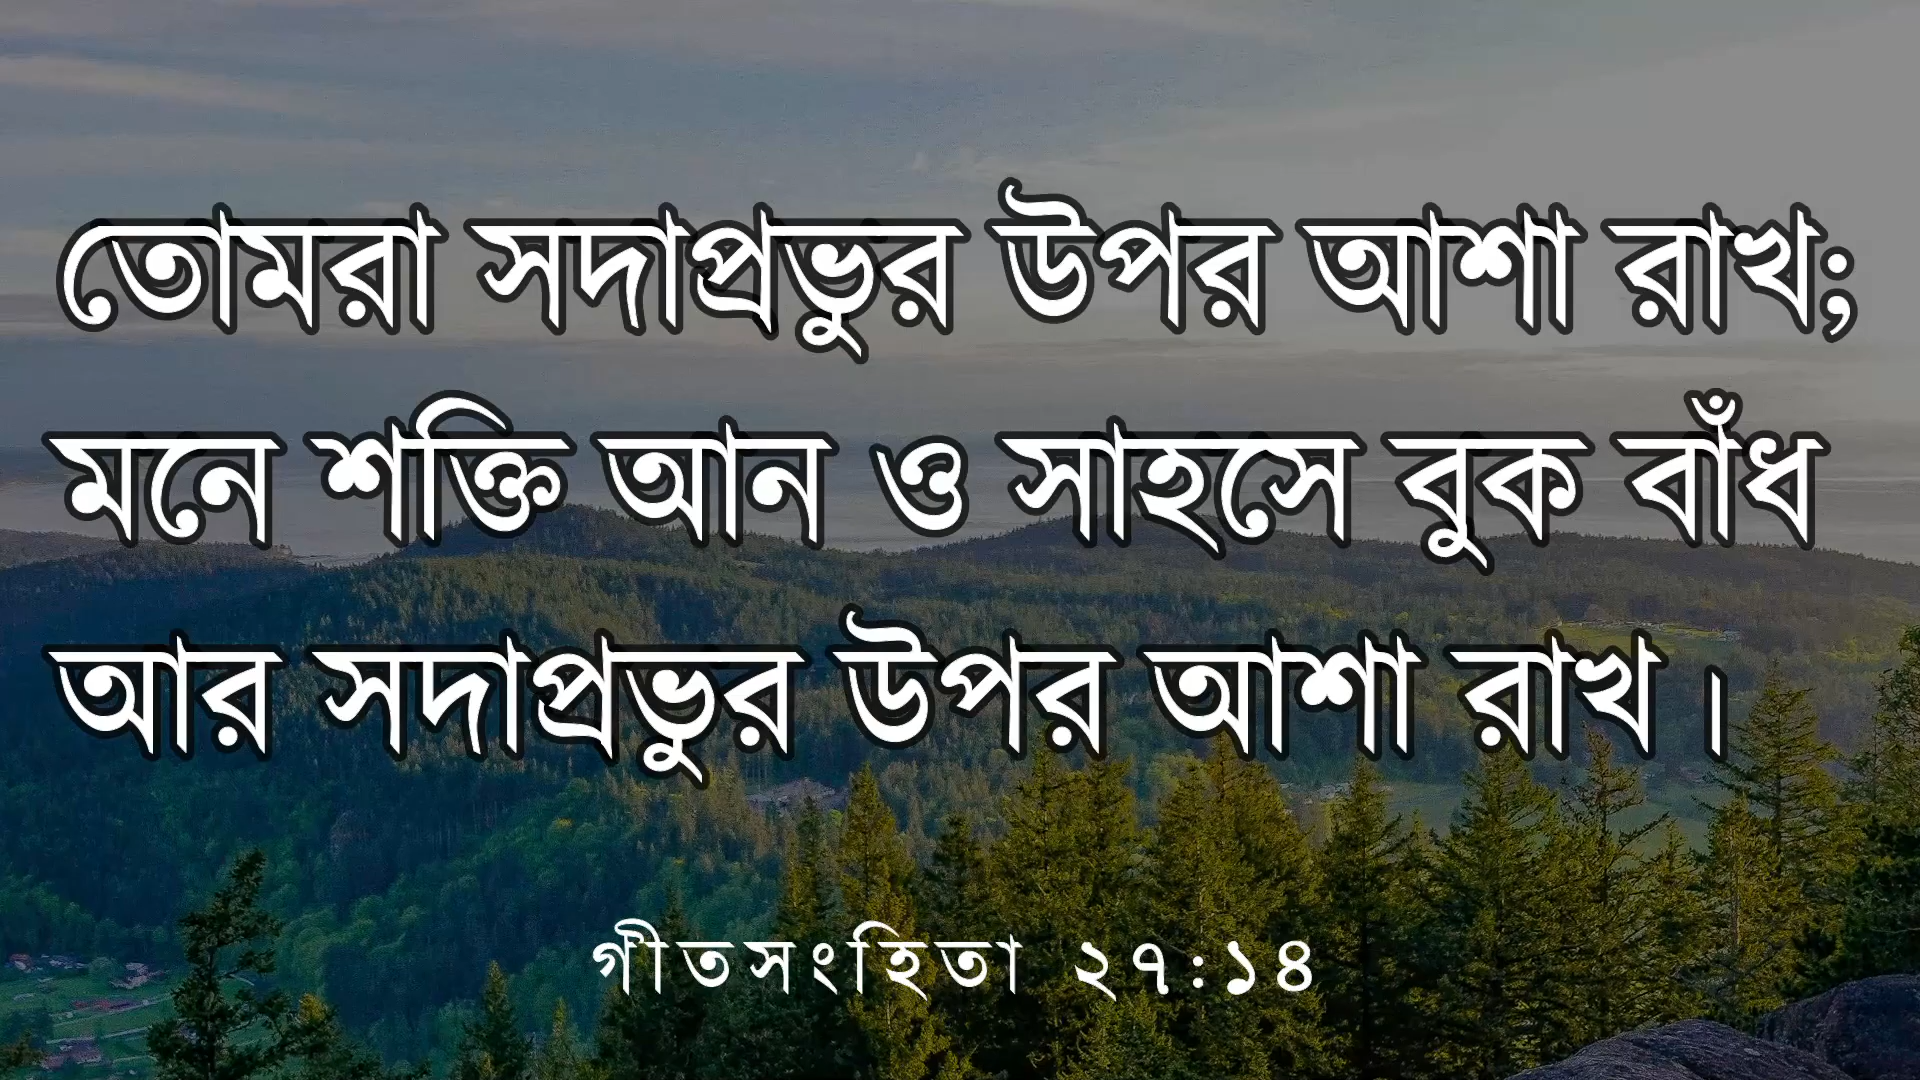 তোমরা সদাপ্রভুর উপর আশা রাখ;
মনে শক্তি আন ও সাহসে বুক বাঁধ
আর সদাপ্রভুর উপর আশা রাখ।
গীতসংহিতা ২৭:১৪